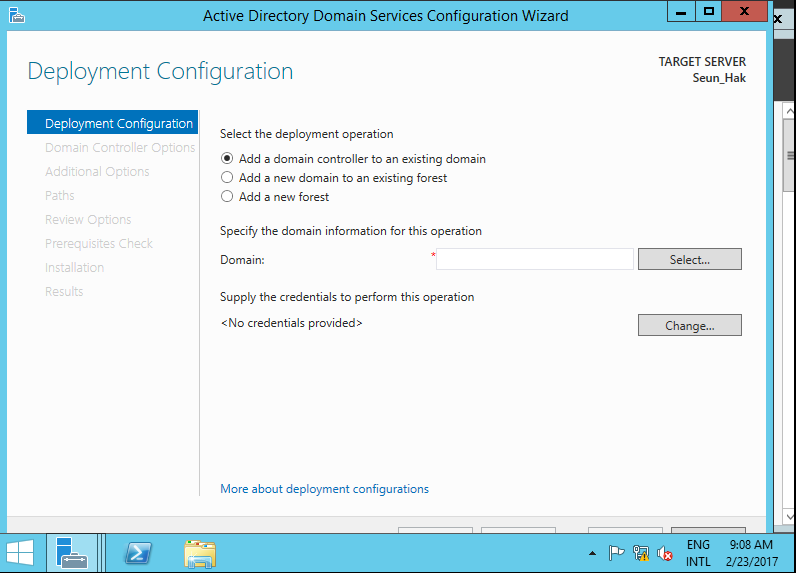 Active Directory Domain Services Configuration Wizard
Deployment Configuration
TARGET SERVER
Seun_Hak
Deployment Configuration
Domain Controller Options
Additional Options
Paths
Review Options
Prerequisites Check
Installation
Results
Select the deployment operation
Add a domain controller to an existing domain
Add a new domain to an existing forest
Add a new forest
Specify the domain information for this operation
Domain:
*
Select...
Supply the credentials to perform this operation
<No credentials provided>
Change...
More about deployment configurations
ENG
INTL
9:08 AM
2/23/2017